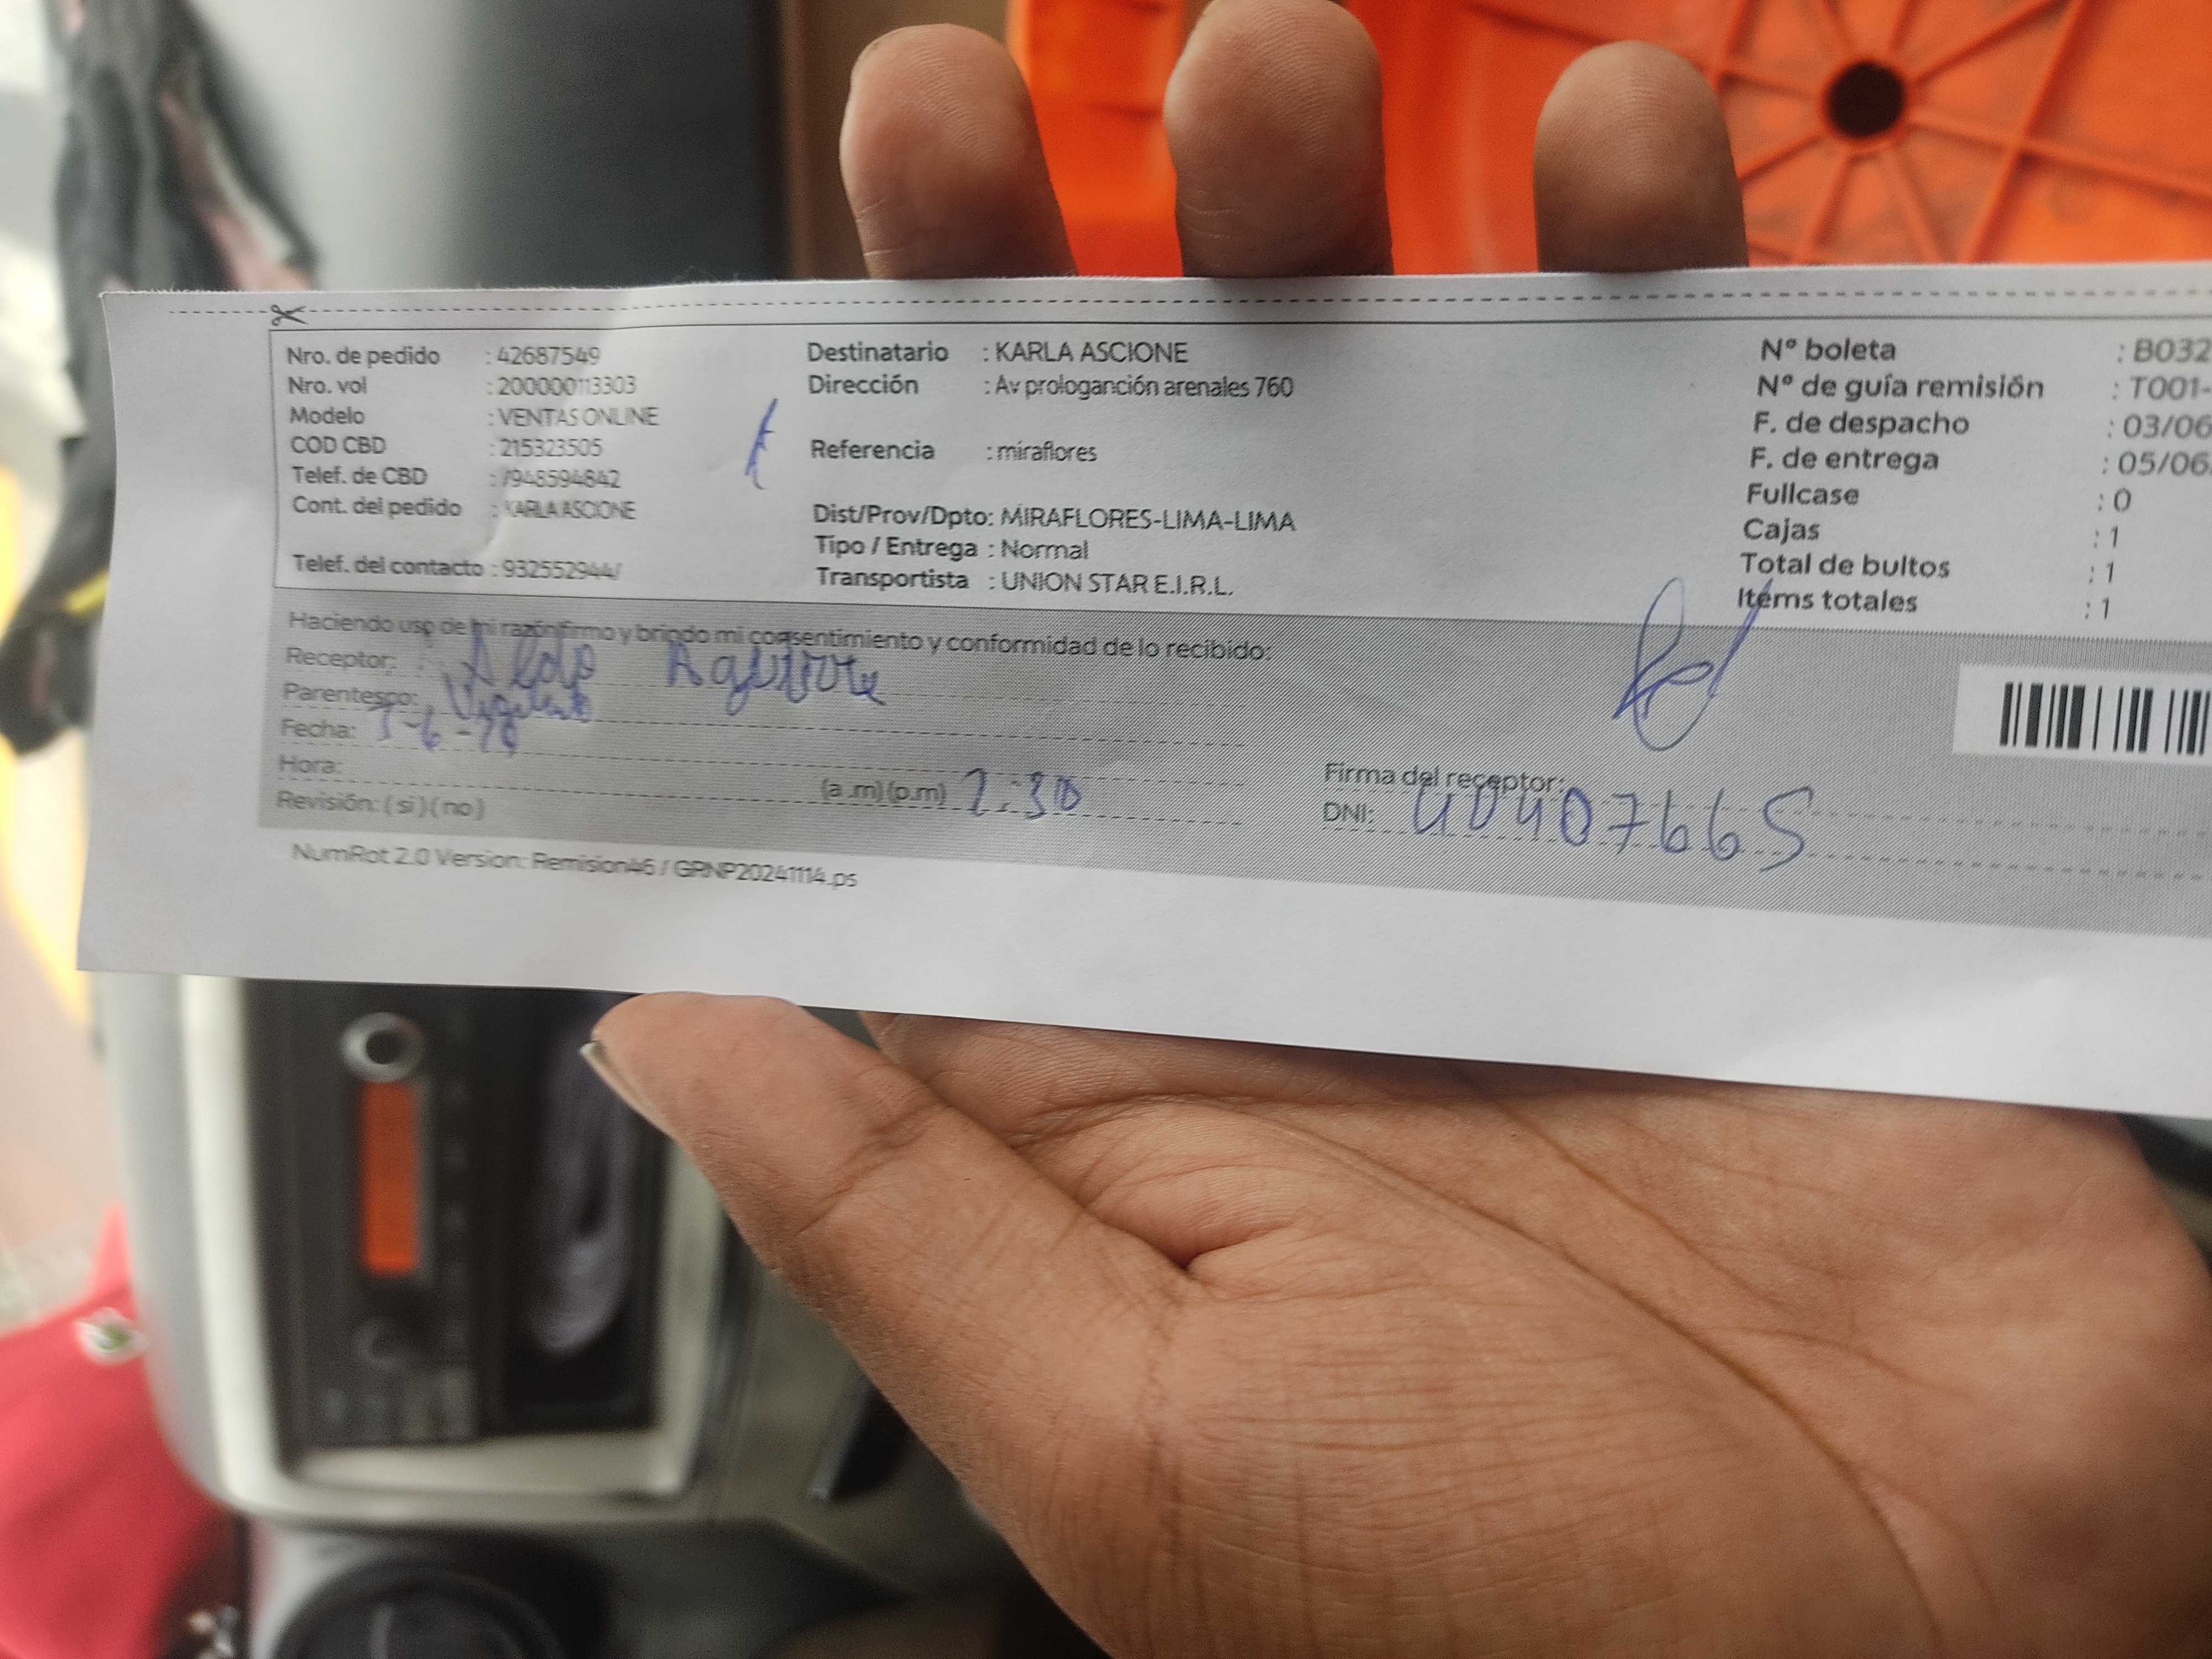 Nro. de pedido : 42687549
Nro. vol : 200000113303
Modelo : VENTAS ONLINE
COD CBD : 215323505
Telef. de CBD : /948594842
Cont. del pedido : KARLA ASCIONE
Telef. del contacto : 932552944/
Destinatario : KARLA ASCIONE
Dirección : Av prologanción arenales 760
Referencia : miraflores
Dist/Prov/Dpto: MIRAFLORES-LIMA-LIMA
Tipo / Entrega : Normal
Transportista : UNION STAR E.I.R.L.
Nº boleta : B032
Nº de guía remisión : T001-
F. de despacho : 03/06
F. de entrega : 05/06
Fullcase : 0
Cajas : 1
Total de bultos : 1
Items totales : 1
Haciendo uso de mi razón firmo y brindo mi consentimiento y conformidad de lo recibido:
Receptor: Aldo Aguirre
Parentesco:
Fecha:
Hora: (a.m) (p.m) 2:30
Revisión: ( si ) ( no )
Firma del receptor:
DNI: 40407665
NumRot 2.0 Version: Remision46 / GRNP20241114.ps